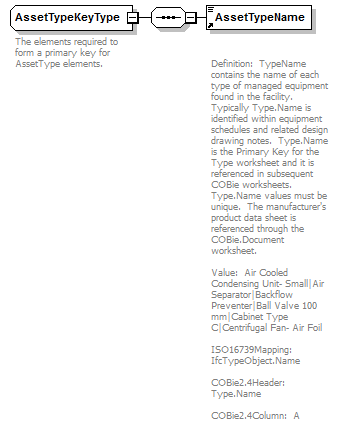 AssetTypeKeyType
AssetTypeName
The elements required to
form a primary key for
AssetType elements.
Definition:  TypeName
contains the name of each
type of managed equipment
found in the facility.
Typically Type.Name is
identified within equipment
schedules and related design
drawing notes.  Type.Name
is the Primary Key for the
Type worksheet and it is
referenced in subsequent
COBie worksheets.
Type.Name values must be
unique.  The manufacturer's
product data sheet is
referenced through the
COBie.Document
worksheet.
Value:  Air Cooled
Condensing Unit- Small|Air
Separator|Backflow
Preventer|Ball Valve 100
mm|Cabinet Type
C|Centrifugal Fan- Air Foil
ISO16739Mapping:
IfcTypeObject.Name
COBie2.4Header:
Type.Name
COBie2.4Column:  A